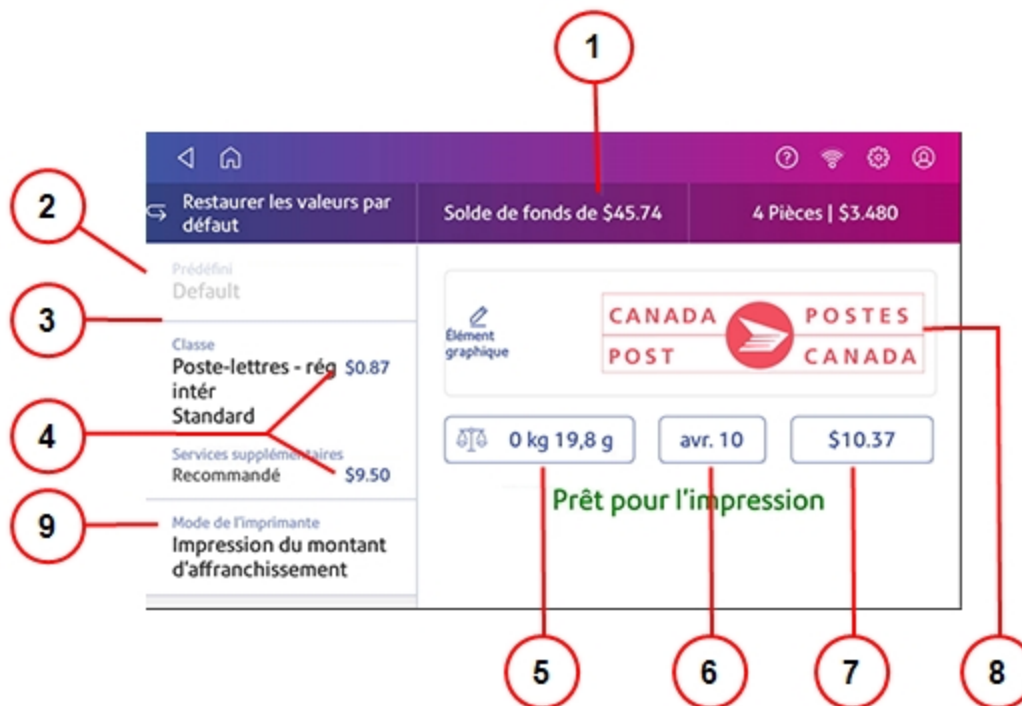 1
Restaurer les valeurs par
défaut
Solde de fonds de $45.74
4 Pièces | $3.480
2
Prédéfini
Default
3
Classe
Poste-lettres - rég $0.87
intér
Standard
4
Services supplémentaires
Recommandé $9.50
9
Mode de l'imprimante
Impression du montant
d'affranchissement
Élément
graphique
CANADA POSTES
POST CANADA
0 kg 19,8 g
avr. 10
$10.37
Prêt pour l'impression
5
6
7
8